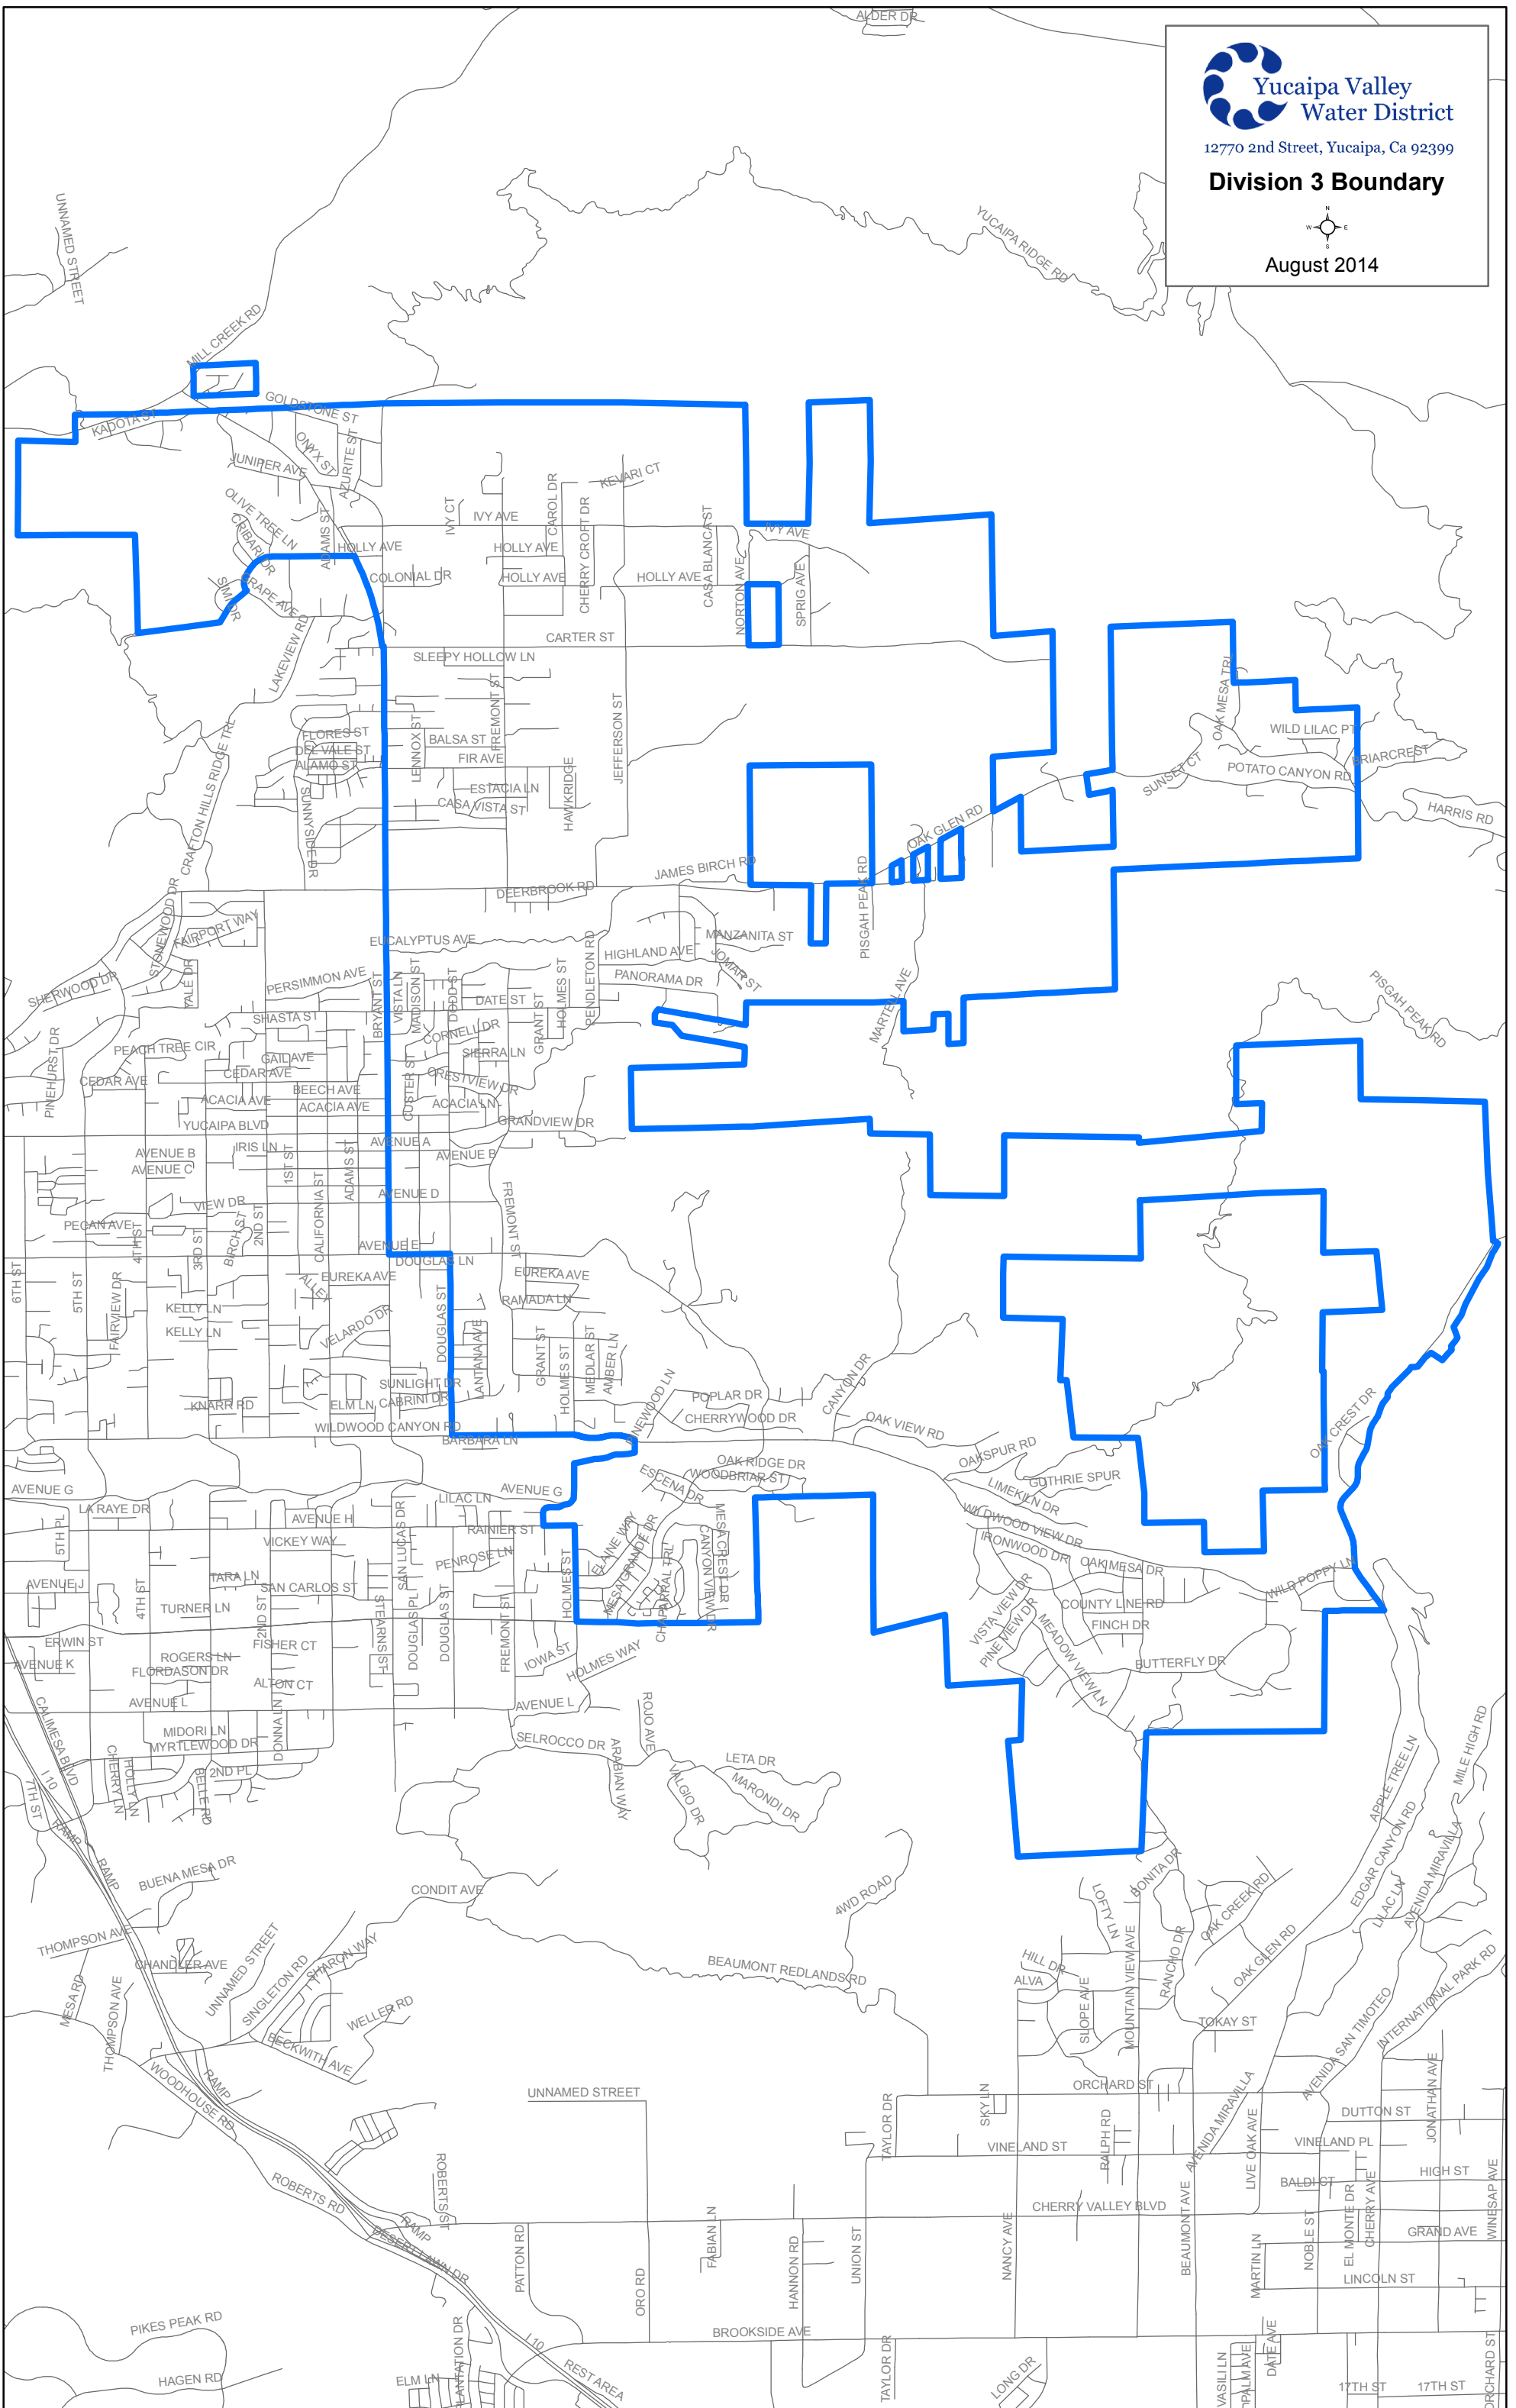 ALDER DR
Yucaipa Valley
Water District
12770 2nd Street, Yucaipa, Ca 92399
Division 3 Boundary
N
W E
S
August 2014
UNNAMED STREET
YUCAIPA RIDGE RD
MILL CREEK RD
GOLDSTONE ST
KADOTA ST
ONYX ST
AZURITE ST
JUNIPER AVE
KEVARI CT
OLIVE TREE LN
CRIBARI DR
ADAMS ST
IVY CT
IVY AVE
CAROL DR
CHERRY CROFT DR
CASA BLANCA ST
IVY AVE
HOLLY AVE
HOLLY AVE
COLONIAL DR
HOLLY AVE
HOLLY AVE
NORTON AVE
SPRIG AVE
SIMI DR
GRAPE AVE
LAKEVIEW RD
CARTER ST
SLEEPY HOLLOW LN
FREMONT ST
JEFFERSON ST
OAK MESA TRL
FLORES ST
DEL VALE ST
ALAMO ST
LENNOX ST
BALSA ST
FIR AVE
WILD LILAC PT
BRIARCREST
SUNSET CT
POTATO CANYON RD
HARRIS RD
ESTACIA LN
CASA VISTA ST
HAWKRIDGE
SUNNYSIDE DR
CRAFTON HILLS RIDGE TRL
OAK GLEN RD
JAMES BIRCH RD
DEERBROOK RD
PISGAH PEAK RD
STONEWOOD DR
FAIRPORT WAY
EUCALYPTUS AVE
MANZANITA ST
HIGHLAND AVE
JOMAR ST
PANORAMA DR
SHERWOOD DR
YALE DR
PERSIMMON AVE
BRYANT ST
VISTA LN
MADISON ST
DODD ST
DATE ST
GRANT ST
HOLMES ST
PENDLETON RD
MARTELL AVE
PISGAH PEAK RD
SHASTA ST
CORNELL DR
SIERRA LN
PINEHURST DR
PEACH TREE CIR
GAIL AVE
CEDAR AVE
CEDAR AVE
BEECH AVE
CUSTER ST
CRESTVIEW DR
ACACIA AVE
ACACIA AVE
ACACIA LN
YUCAIPA BLVD
GRANDVIEW DR
AVENUE A
AVENUE B
IRIS LN
AVENUE B
AVENUE C
1ST ST
CALIFORNIA ST
ADAMS ST
AVENUE D
VIEW DR
FREMONT ST
PECAN AVE
4TH ST
3RD ST
BIRCH ST
2ND ST
AVENUE E
DOUGLAS LN
6TH ST
5TH ST
FAIRVIEW DR
ALLEY
EUREKA AVE
EUREKA AVE
RAMADA LN
KELLY LN
KELLY LN
VELARDO DR
DOUGLAS ST
LANTANA AVE
GRANT ST
HOLMES ST
MEDLAR ST
AMBER LN
SUNLIGHT DR
KNARR RD
ELM LN
CABRINI DR
PINEWOOD LN
POPLAR DR
CHERRYWOOD DR
CANYON DR
OAK VIEW RD
WILDWOOD CANYON RD
BARBARA LN
OAK CREST DR
OAKSPUR RD
OAK RIDGE DR
WOODBRIAR ST
ESCENA DR
GUTHRIE SPUR
LIMEKILN DR
AVENUE G
AVENUE G
LA RAYE DR
AVENUE H
LILAC LN
SAN LUCAS DR
RAINIER ST
VICKEY WAY
PENROSE LN
ELAINE WAY
MESA GRANDE DR
CHAPARRAL TRL
MESA CREST DR
CANYON VIEW DR
WILDWOOD VIEW DR
IRONWOOD DR
OAK MESA DR
WILD POPPY LN
5TH PL
AVENUE J
TARA LN
SAN CARLOS ST
4TH ST
TURNER LN
2ND ST
STEARNS ST
DOUGLAS PL
DOUGLAS ST
FREMONT ST
HOLMES ST
COUNTY LINE RD
FINCH DR
VISTA VIEW DR
PINE VIEW DR
MEADOW VIEW LN
BUTTERFLY DR
ERWIN ST
AVENUE K
FISHER CT
ROGERS LN
FLORDASON DR
ALTON CT
IOWA ST
HOLMES WAY
AVENUE L
AVENUE L
CALIMESA BLVD
MIDORI LN
MYRTLEWOOD DR
DONNA LN
SELROCCO DR
ROJO AVE
ARABIAN WAY
LETA DR
VALGIO DR
MARONDI DR
I 10
7TH ST
CHERRY LN
HOLLY LN
BELLE RD
2ND PL
RAMP
RAMP
APPLE TREE LN
MILE HIGH RD
EDGAR CANYON RD
AVENIDA MIRAVILLA
LILAC LN
BUENA MESA DR
CONDIT AVE
4WD ROAD
BONITA DR
LOFTY LN
OAK CREEK RD
THOMPSON AVE
CHANDLER AVE
UNNAMED STREET
SINGLETON RD
SHARON WAY
BEAUMONT REDLANDS RD
HILL DR
ALVA
SLOPE AVE
MOUNTAIN VIEW AVE
RANCHO DR
OAK GLEN RD
MESA RD
THOMPSON AVE
WELLER RD
BECKWITH AVE
TOKAY ST
AVENIDA SAN TIMOTEO
INTERNATIONAL PARK RD
WOODHOUSE RD
RAMP
UNNAMED STREET
ORCHARD ST
SKY LN
TAYLOR DR
AVENIDA MIRAVILLA
LIVE OAK AVE
DUTTON ST
JONATHAN AVE
VINELAND ST
RALPH RD
VINELAND PL
HIGH ST
BALDI CT
ROBERTS RD
ROBERTS ST
RAMP
DESERT LAWN DR
CHERRY VALLEY BLVD
EL MONTE DR
CHERRY AVE
WINESAP AVE
GRAND AVE
PATTON RD
ORO RD
FABIAN LN
HANNON RD
UNION ST
NANCY AVE
BEAUMONT AVE
MARTIN LN
NOBLE ST
LINCOLN ST
PIKES PEAK RD
BROOKSIDE AVE
I 10
REST AREA
HAGEN RD
ELM LN
PLANTATION DR
TAYLOR DR
LONG DR
VASILI LN
PALM AVE
DATE AVE
17TH ST
17TH ST
ORCHARD ST